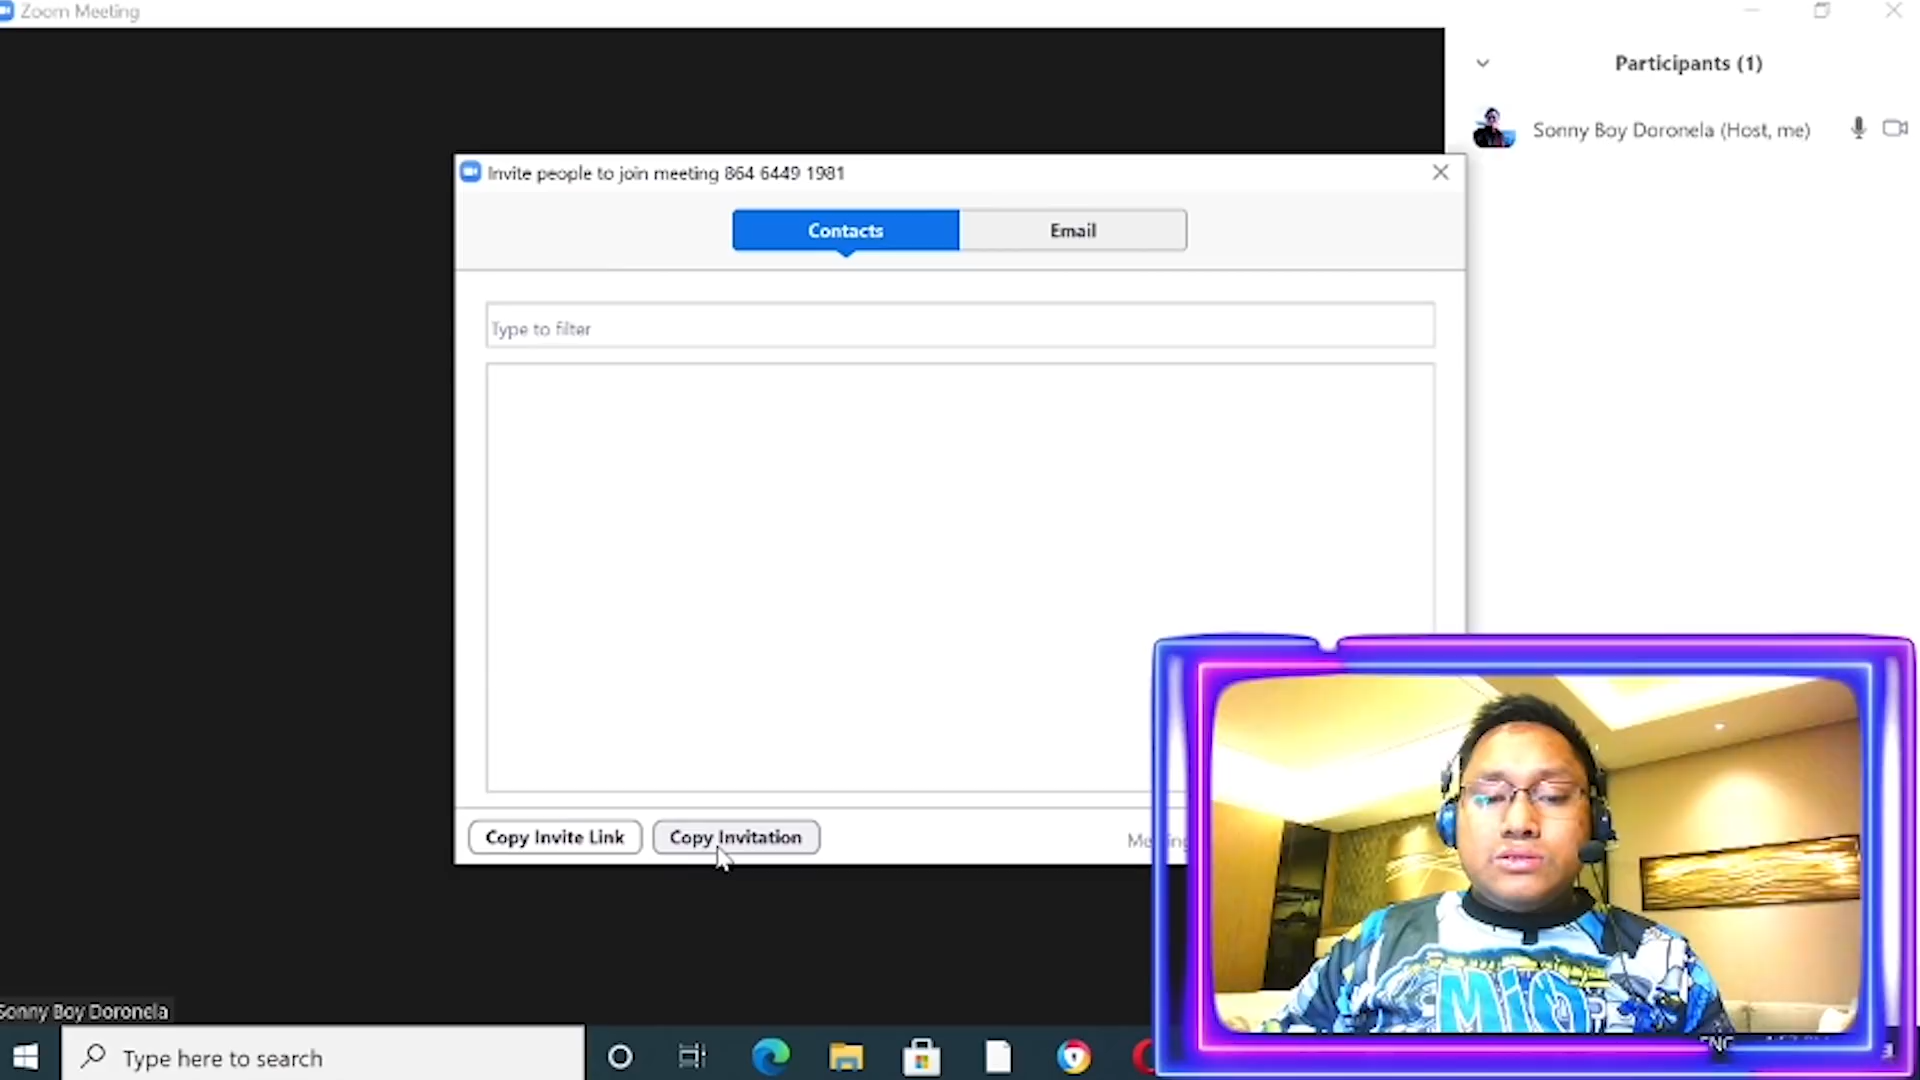 Zoom Meeting
Participants (1)
Sonny Boy Doronela (Host, me)
Invite people to join meeting 864 6449 1981
Contacts
Email
Type to filter
Copy Invite Link
Copy Invitation
Sonny Boy Doronela
Type here to search
ENG